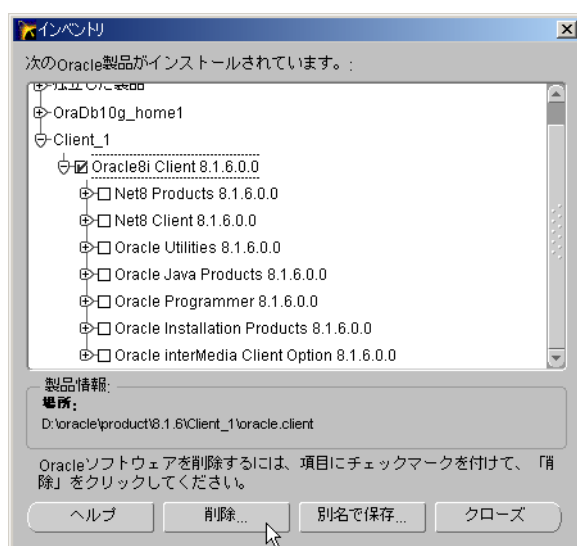 インベントリ
次のOracle製品がインストールされています。:
独立した製品
OraDb10g_home1
Client_1
Oracle8i Client 8.1.6.0.0
Net8 Products 8.1.6.0.0
Net8 Client 8.1.6.0.0
Oracle Utilities 8.1.6.0.0
Oracle Java Products 8.1.6.0.0
Oracle Programmer 8.1.6.0.0
Oracle Installation Products 8.1.6.0.0
Oracle interMedia Client Option 8.1.6.0.0
製品情報:
場所:
D:\oracle\product\8.1.6\Client_1\oracle.client
Oracleソフトウェアを削除するには、項目にチェックマークを付けて、「削
除」をクリックしてください。
ヘルプ 削除... 別名で保存... クローズ